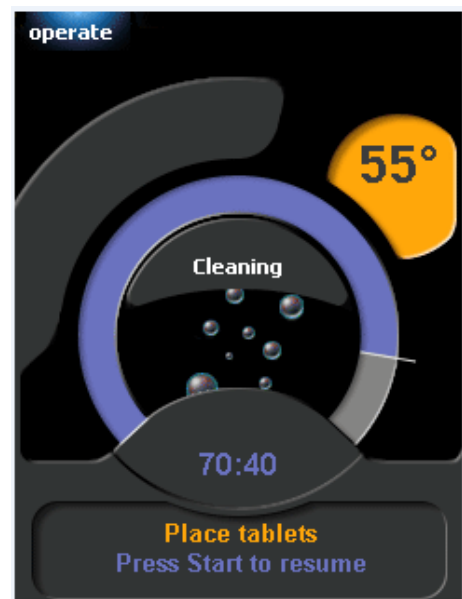 operate
55°
Cleaning
70:40
Place tablets
Press Start to resume